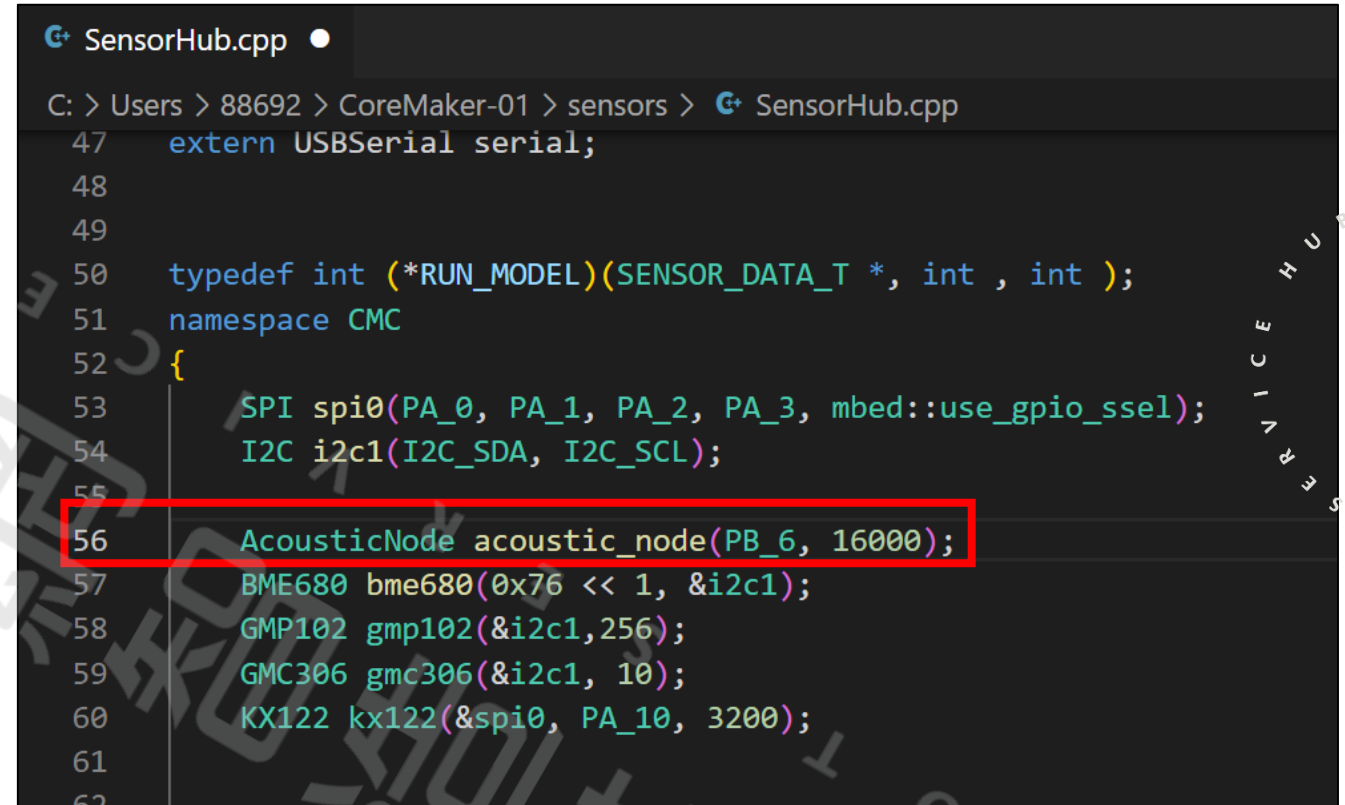 SensorHub.cpp
C: > Users > 88692 > CoreMaker-01 > sensors > SensorHub.cpp
47 extern USBSerial serial;
48
49
50 typedef int (*RUN_MODEL)(SENSOR_DATA_T *, int , int );
51 namespace CMC
52 {
53 SPI spi0(PA_0, PA_1, PA_2, PA_3, mbed::use_gpio_ssel);
54 I2C i2c1(I2C_SDA, I2C_SCL);
55
56 AcousticNode acoustic_node(PB_6, 16000);
57 BME680 bme680(0x76 << 1, &i2c1);
58 GMP102 gmp102(&i2c1,256);
59 GMC306 gmc306(&i2c1, 10);
60 KX122 kx122(&spi0, PA_10, 3200);
61
62